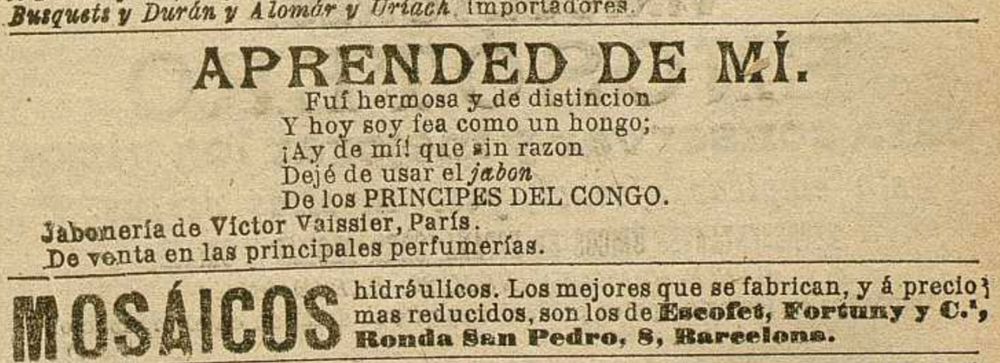 Busquets y Durán y Alomár y Uriach Importadores.
APRENDED DE MÍ.
Fuí hermosa y de distincion
Y hoy soy fea como un hongo;
¡Ay de mí! que sin razon
Dejé de usar el jabon
De los PRINCIPES DEL CONGO.
Jabonería de Víctor Vaissier, París.
De venta en las principales perfumerías.
MOSÁICOS hidráulicos. Los mejores que se fabrican, y á precio
mas reducidos, son los de Escofet, Fortuny y C.ª,
Ronda San Pedro, 8, Barcelona.